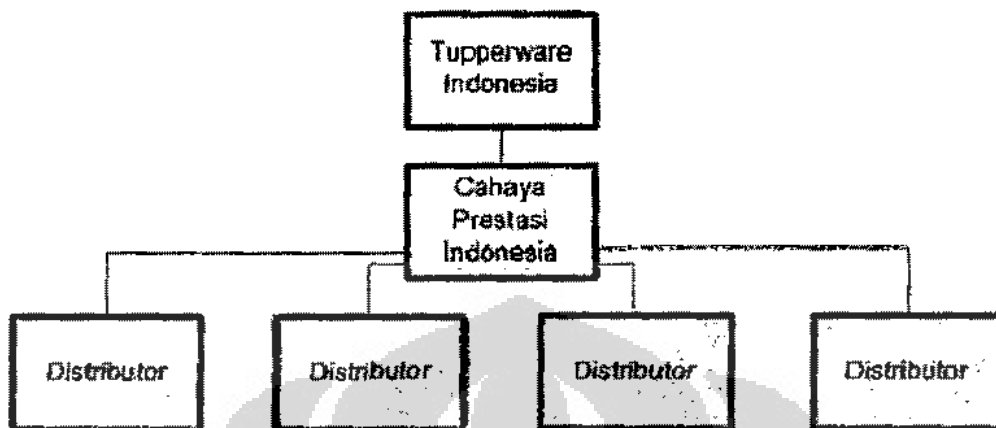 Tupperware
Indonesia
Cahaya
Prestasi
Indonesia
Distributor
Distributor
Distributor
Distributor